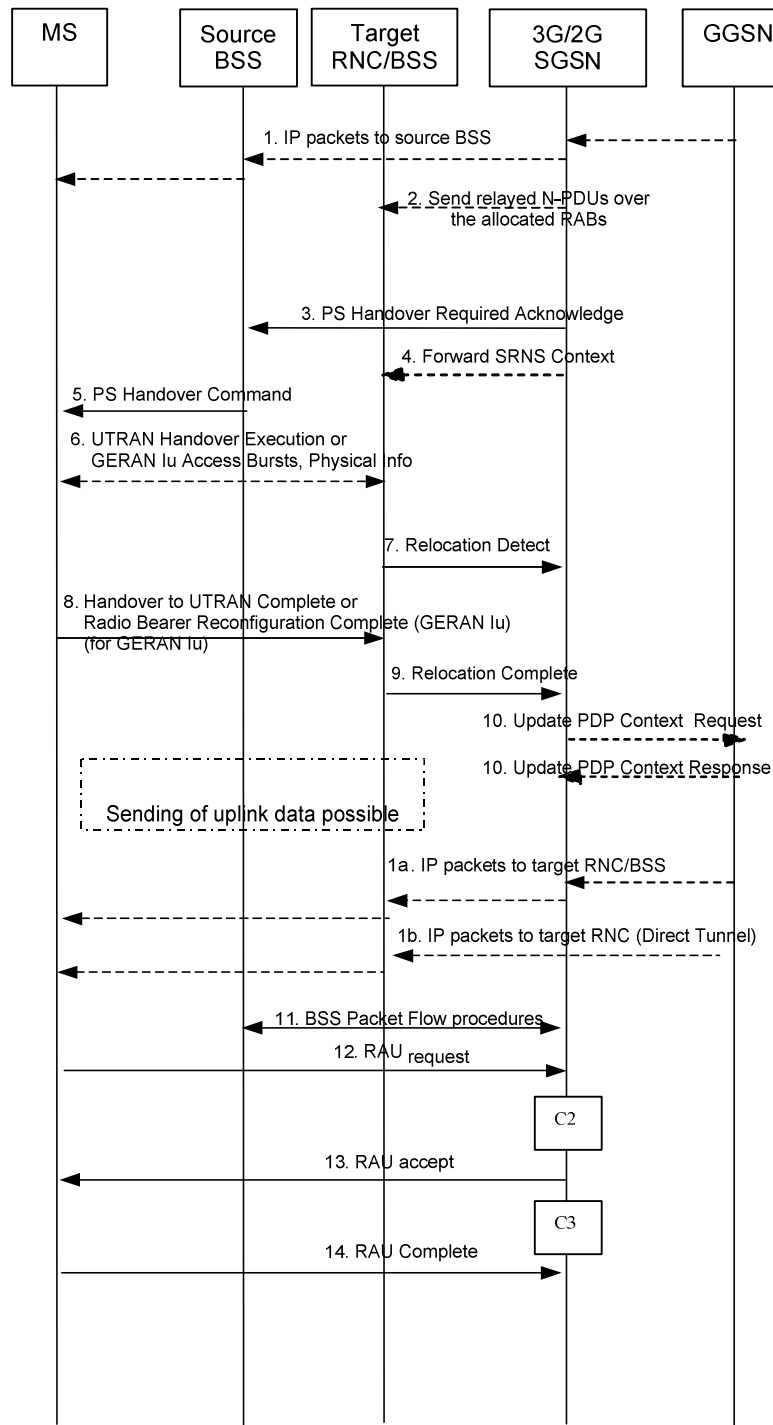 MS
Source
BSS
Target
RNC/BSS
3G/2G
SGSN
GGSN
1. IP packets to source BSS
2. Send relayed N-PDUs over
the allocated RABs
3. PS Handover Required Acknowledge
4. Forward SRNS Context
5. PS Handover Command
6. UTRAN Handover Execution or
GERAN Iu Access Bursts, Physical Info
7. Relocation Detect
8. Handover to UTRAN Complete or
Radio Bearer Reconfiguration Complete (GERAN Iu)
(for GERAN Iu)
9. Relocation Complete
10. Update PDP Context Request
10. Update PDP Context Response
Sending of uplink data possible
1a. IP packets to target RNC/BSS
1b. IP packets to target RNC (Direct Tunnel)
11. BSS Packet Flow procedures
12. RAU request
C2
13. RAU accept
C3
14. RAU Complete